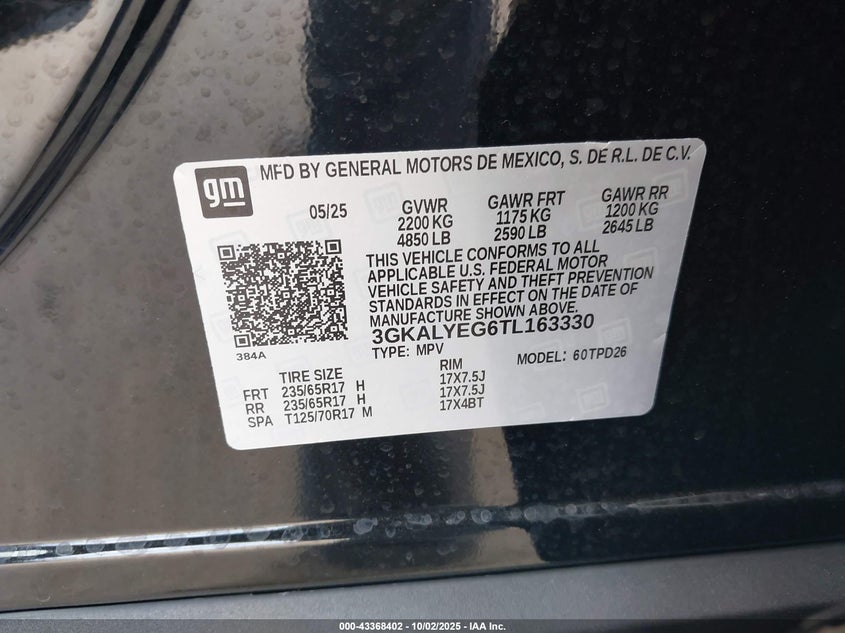 gm
MFD BY GENERAL MOTORS DE MEXICO, S. DE R.L. DE C.V.
05/25 GVWR GAWR FRT GAWR RR
2200 KG 1175 KG 1200 KG
4850 LB 2590 LB 2645 LB
THIS VEHICLE CONFORMS TO ALL
APPLICABLE U.S. FEDERAL MOTOR
VEHICLE SAFETY AND THEFT PREVENTION
STANDARDS IN EFFECT ON THE DATE OF
MANUFACTURE SHOWN ABOVE.
3GKALYEG6TL163330
384A
TYPE: MPV MODEL: 60TPD26
TIRE SIZE RIM
FRT 235/65R17 H 17X7.5J
RR 235/65R17 H 17X7.5J
SPA T125/70R17 M 17X4BT
000-43368402 - 10/02/2025 - IAA Inc.